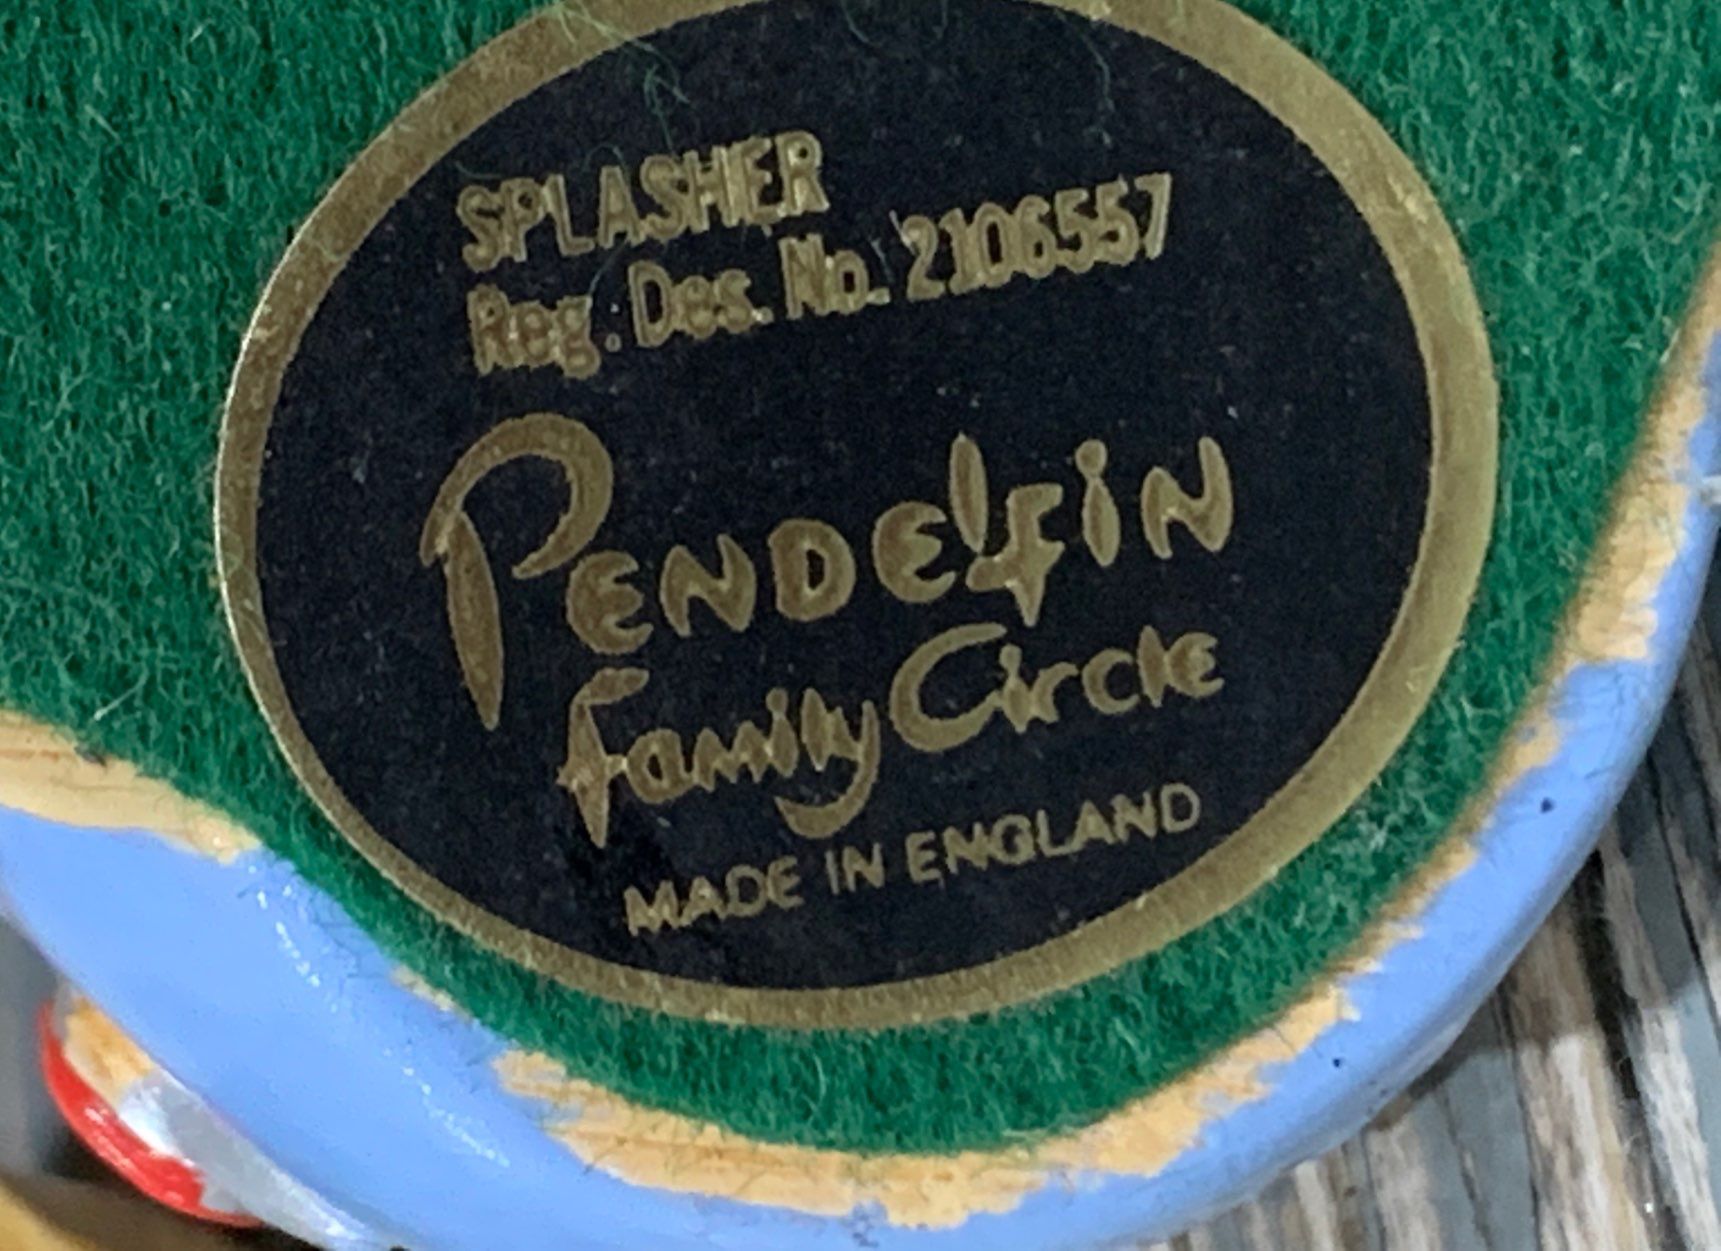 SPLASHER
Reg. Des. No. 2106557
PENDELFIN
Family Circle
MADE IN ENGLAND